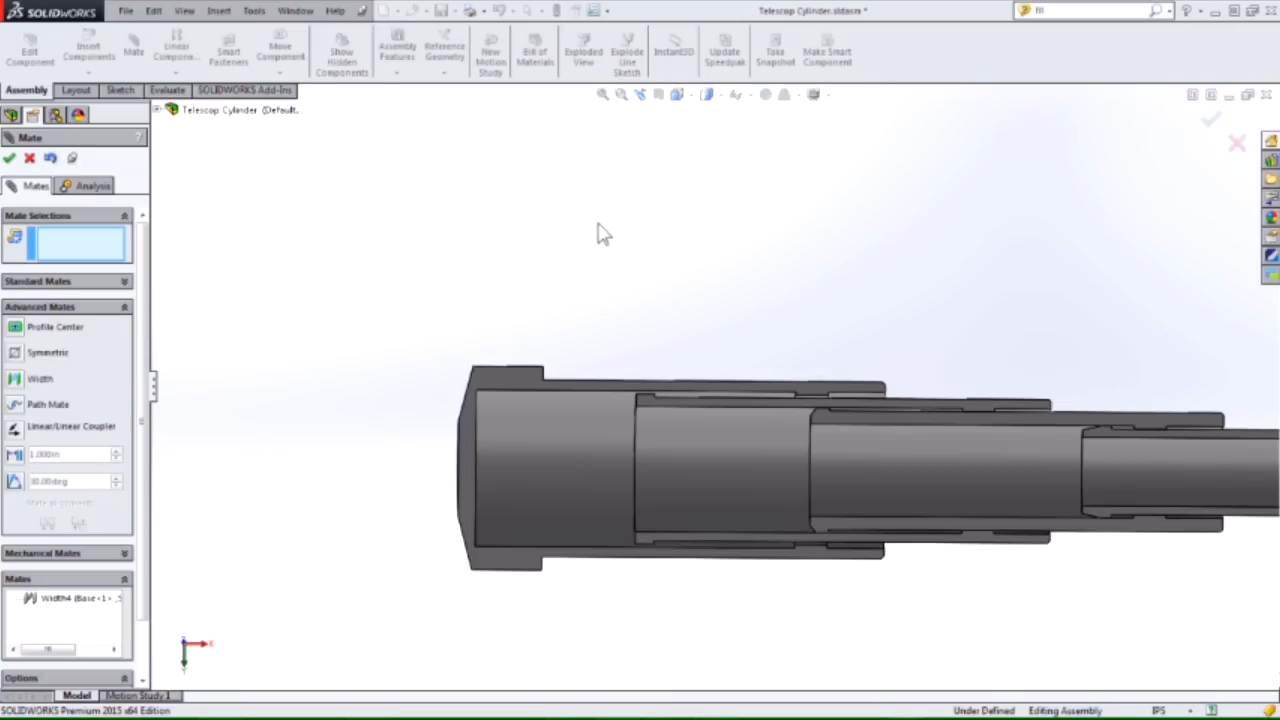 SOLIDWORKS File Edit View Insert Tools Window Help Telescop Cylinder.sldasm * fill
Edit Component
Insert Components
Mate
Linear Compone...
Smart Fasteners
Move Component
Show Hidden Components
Assembly Features
Reference Geometry
New Motion Study
Bill of Materials
Exploded View
Explode Line Sketch
Instant3D
Update Speedpak
Take Snapshot
Make Smart Component
Assembly Layout Sketch Evaluate SOLIDWORKS Add-Ins
Telescop Cylinder (Default...
Mate ?
Mates Analysis
Mate Selections
Standard Mates
Advanced Mates
Profile Center
Symmetric
Width
Path Mate
Linear/Linear Coupler
1.000in
30.00deg
Mate alignment:
Mechanical Mates
Mates
Width4 (Base<1>
Options
Model Motion Study 1
SOLIDWORKS Premium 2015 x64 Edition Under Defined Editing Assembly IPS